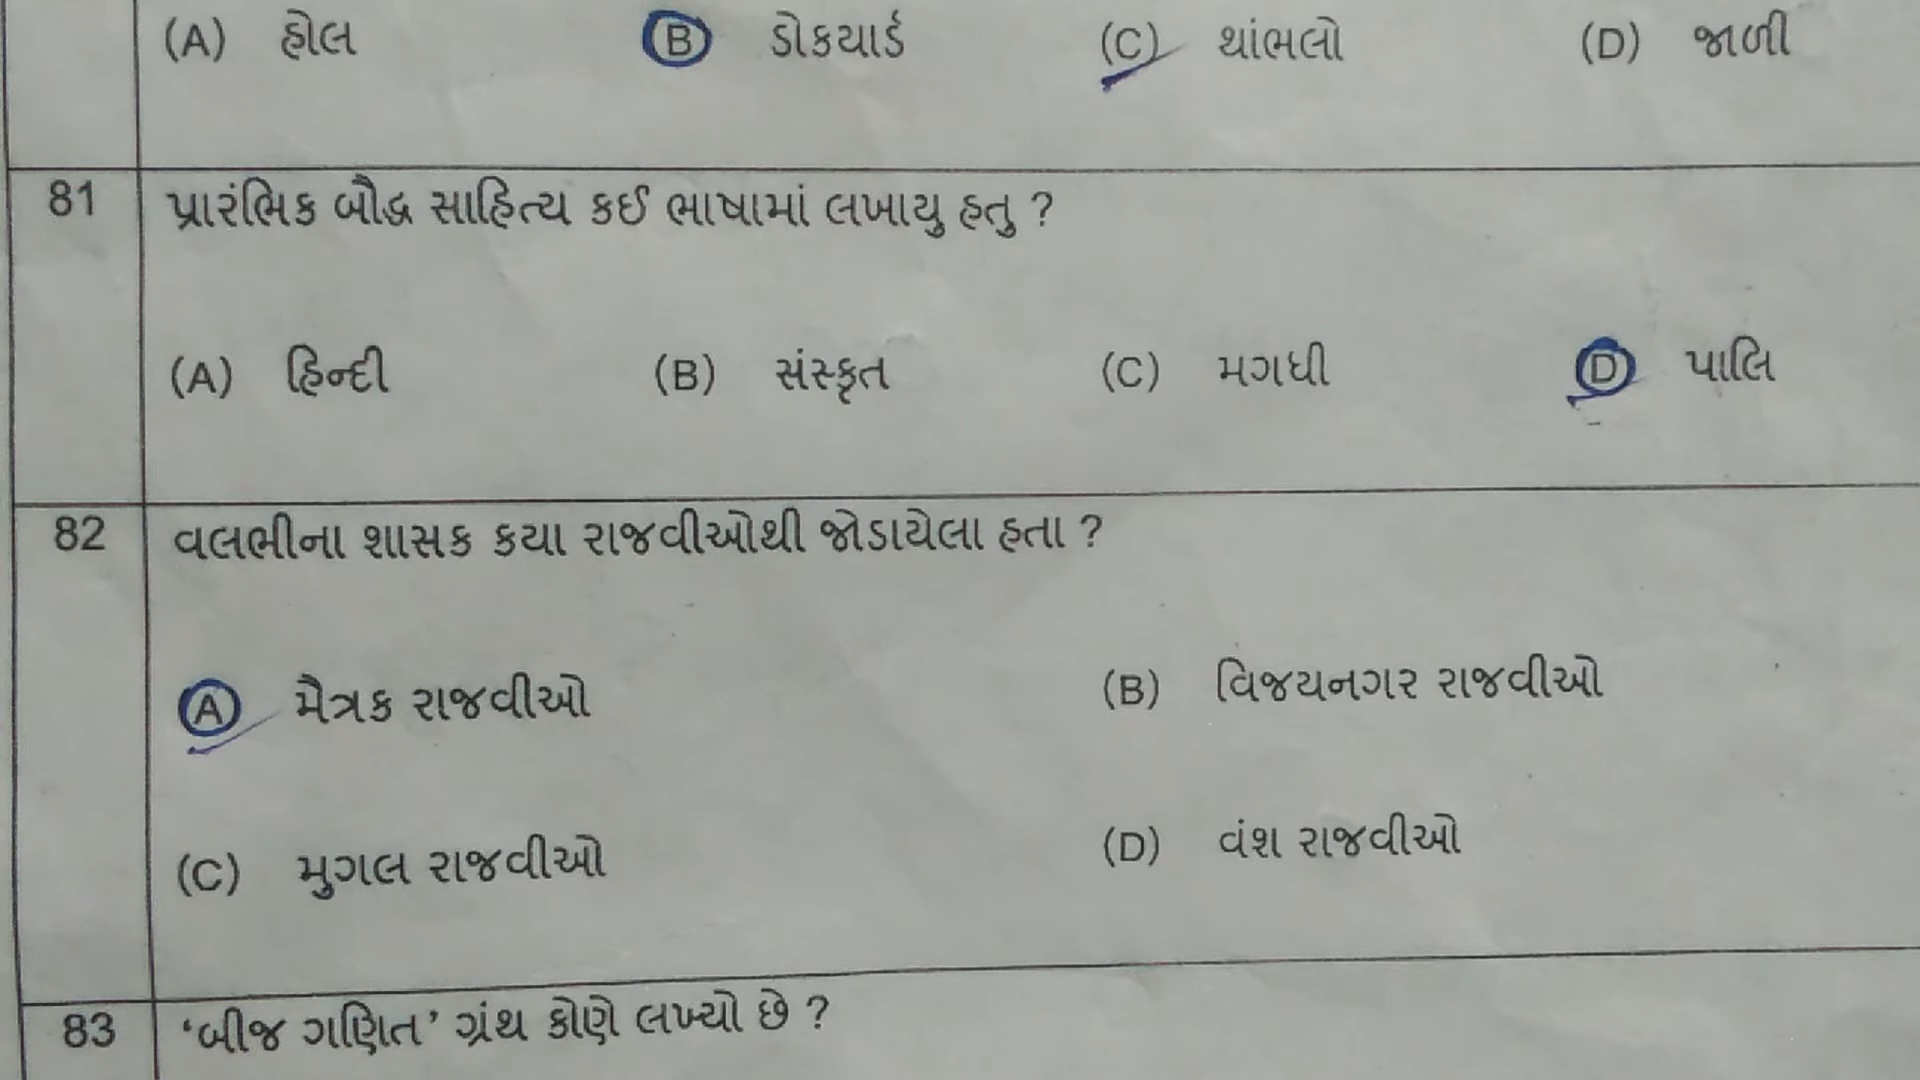 (A) હોલ (B) ડોકયાર્ડ (C) થાંભલો (D) જાળી
81 પ્રારંભિક બૌદ્ધ સાહિત્ય કઈ ભાષામાં લખાયુ હતુ ?
(A) હિન્દી (B) સંસ્કૃત (C) મગધી (D) પાલિ
82 વલભીના શાસક કયા રાજવીઓથી જોડાયેલા હતા ?
(A) મૈત્રક રાજવીઓ (B) વિજયનગર રાજવીઓ
(C) મુગલ રાજવીઓ (D) વંશ રાજવીઓ
83 ‘બીજ ગણિત’ ગ્રંથ કોણે લખ્યો છે ?